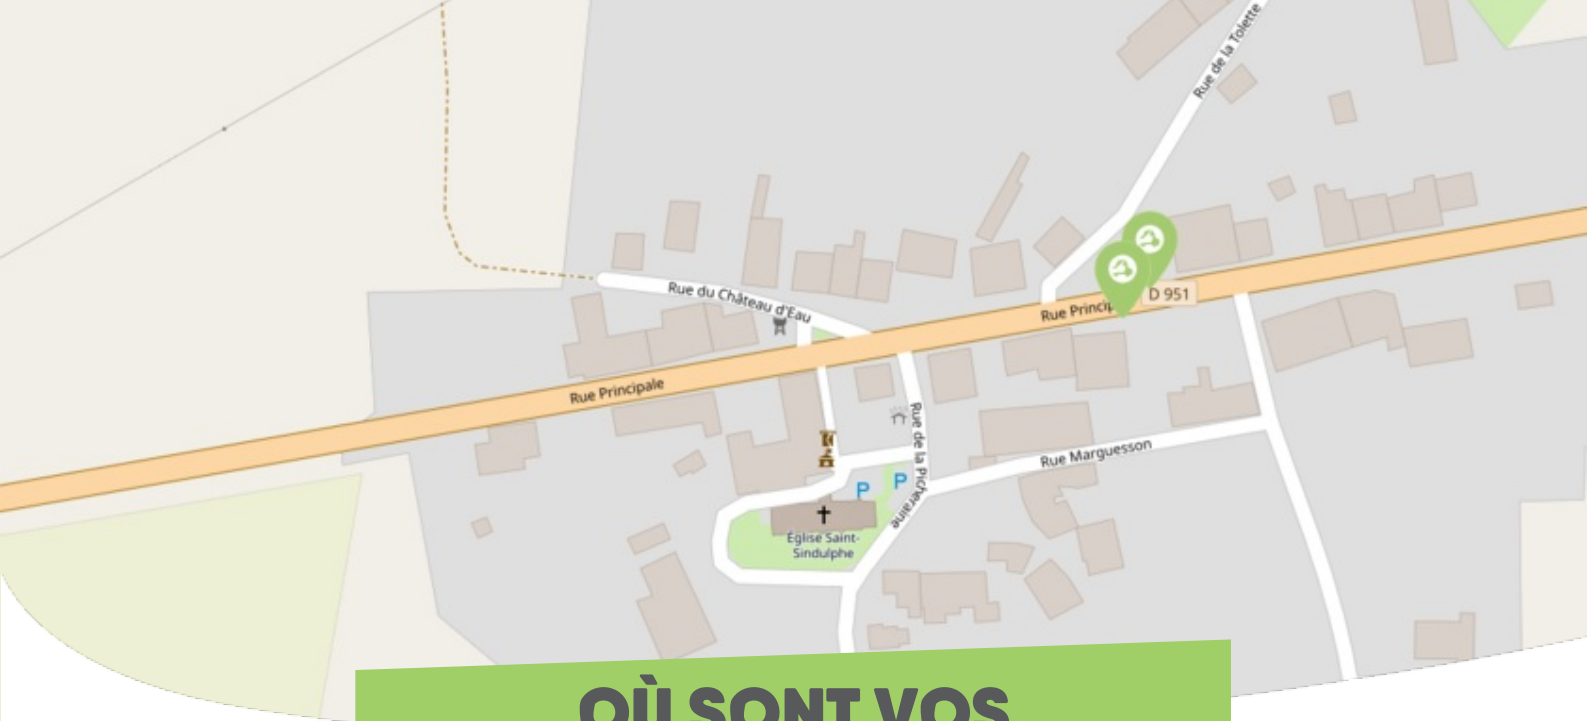 Rue de la Tolette
Rue du Château d'Eau
Rue Princip
D 951
Rue Principale
Rue de la Picheraine
Rue Marguesson
P
P
Église Saint-
Sindulphe
OÙ SONT VOS